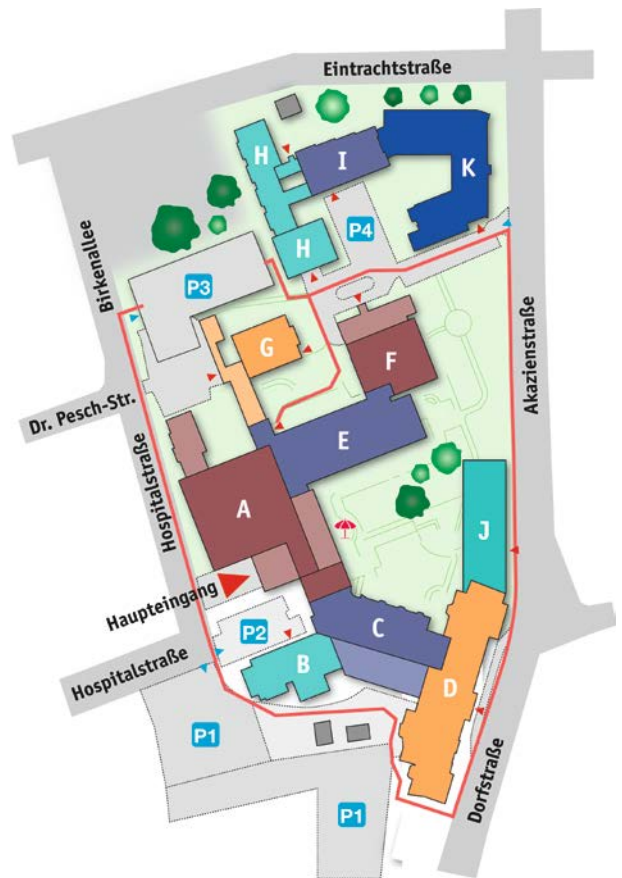 Eintrachtstraße
H
I
K
P4
H
Birkenallee
P3
Akazienstraße
G
F
Dr. Pesch-Str.
E
Hospitalstraße
A
J
Haupteingang
P2
C
Hospitalstraße
B
D
P1
Dorfstraße
P1